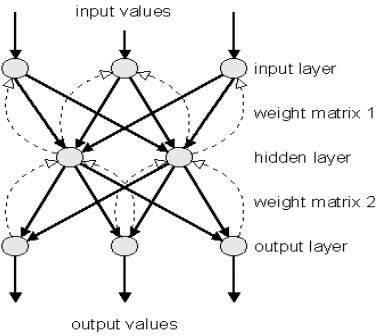 input values
input layer
weight matrix 1
hidden layer
weight matrix 2
output layer
output values